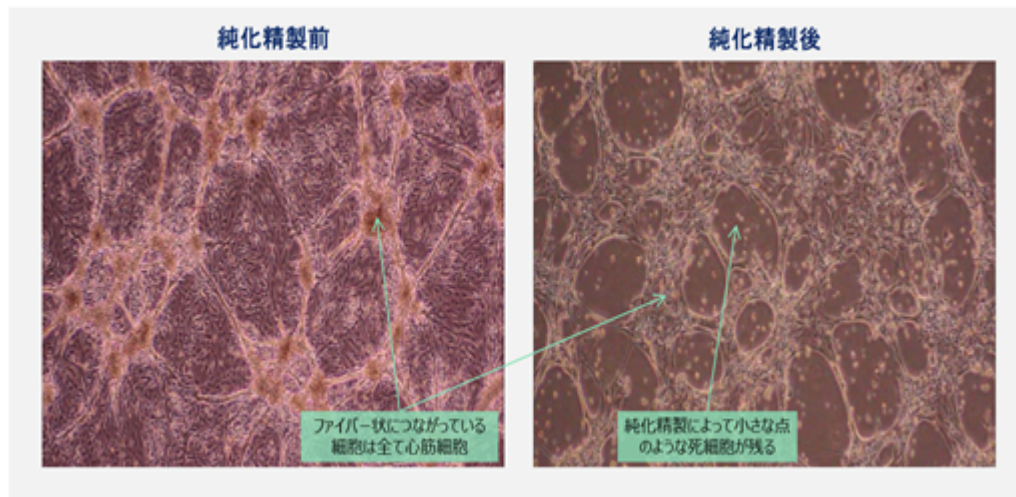 純化精製前
純化精製後
ファイバー状につながっている
細胞は全て心筋細胞
純化精製によって小さな点
のような死細胞が残る